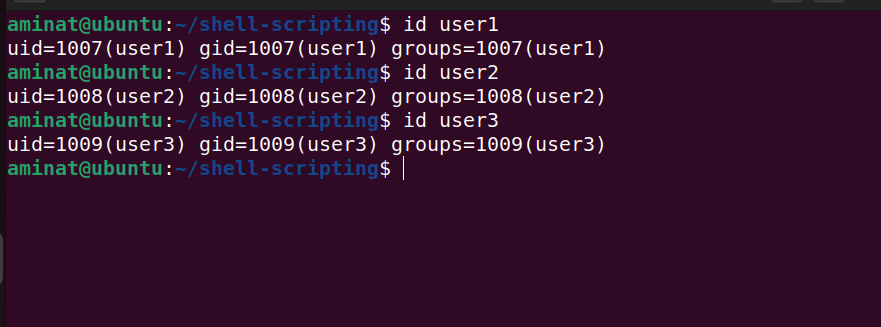 aminat@ubuntu:~/shell-scripting$ id user1
uid=1007(user1) gid=1007(user1) groups=1007(user1)
aminat@ubuntu:~/shell-scripting$ id user2
uid=1008(user2) gid=1008(user2) groups=1008(user2)
aminat@ubuntu:~/shell-scripting$ id user3
uid=1009(user3) gid=1009(user3) groups=1009(user3)
aminat@ubuntu:~/shell-scripting$